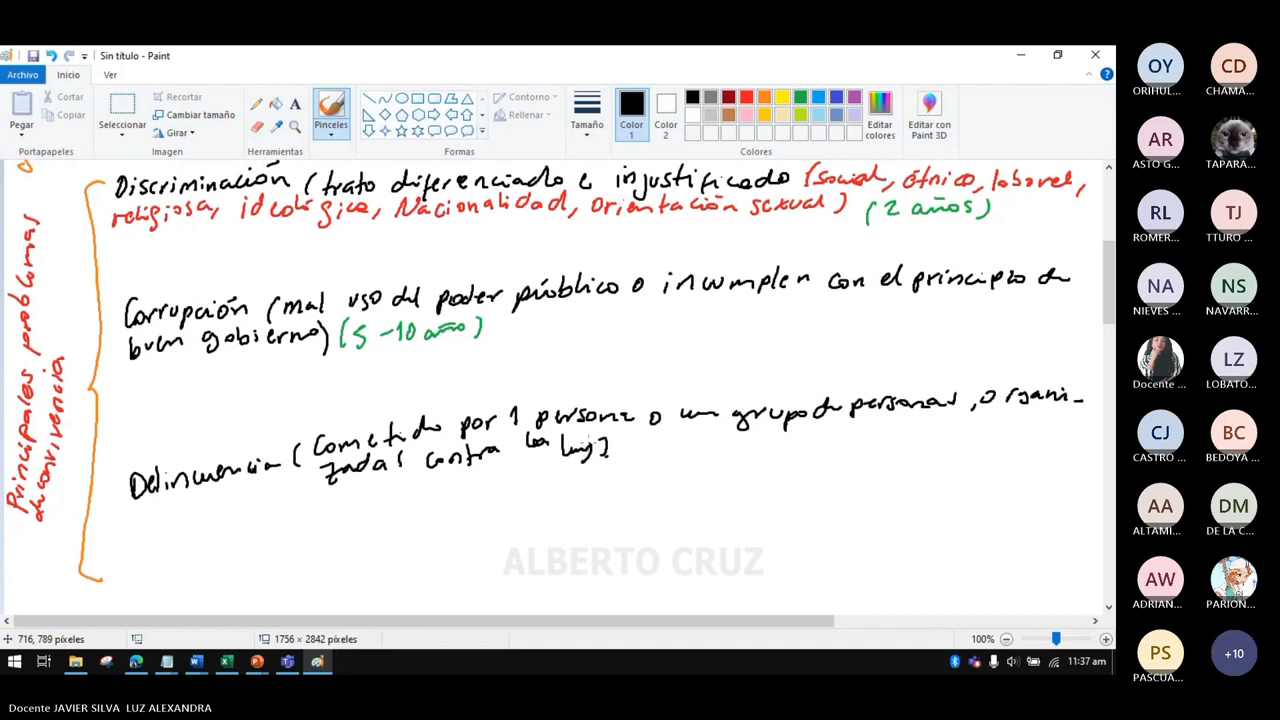 Sin título - Paint
Archivo Inicio Ver
Pegar
Cortar
Copiar
Portapapeles
Seleccionar
Recortar
Cambiar tamaño
Girar
Imagen
Herramientas
Pinceles
Contorno
Rellenar
Formas
Tamaño
Color 1
Color 2
Editar colores
Editar con Paint 3D
Colores
Principales problemas
de convivencia
Discriminación (trato diferenciado e injustificado (social, étnico, laboral,
religiosa, ideológica, Nacionalidad, orientación sexual) (2 años)
Corrupción (mal uso del poder público o incumplen con el principio de
buen gobierno) (5-10 año)
Delincuencia (Cometido por 1 persona o un grupo de personas, organi-
zadas contra la
ALBERTO CRUZ
716, 789 píxeles
1756 × 2842 píxeles
100%
11:37 am
OY
ORIHUL...
CD
CHAMA...
AR
ASTO G...
TAPARA...
RL
ROMER...
TJ
TTURO ...
NA
NIEVES ...
NS
NAVARR...
Docente ...
LZ
LOBATO...
CJ
CASTRO ...
BC
BEDOYA ...
AA
ALTAMI...
DM
DE LA C...
AW
ADRIAN...
PARION...
PS
PASCUA...
+10
Docente JAVIER SILVA LUZ ALEXANDRA